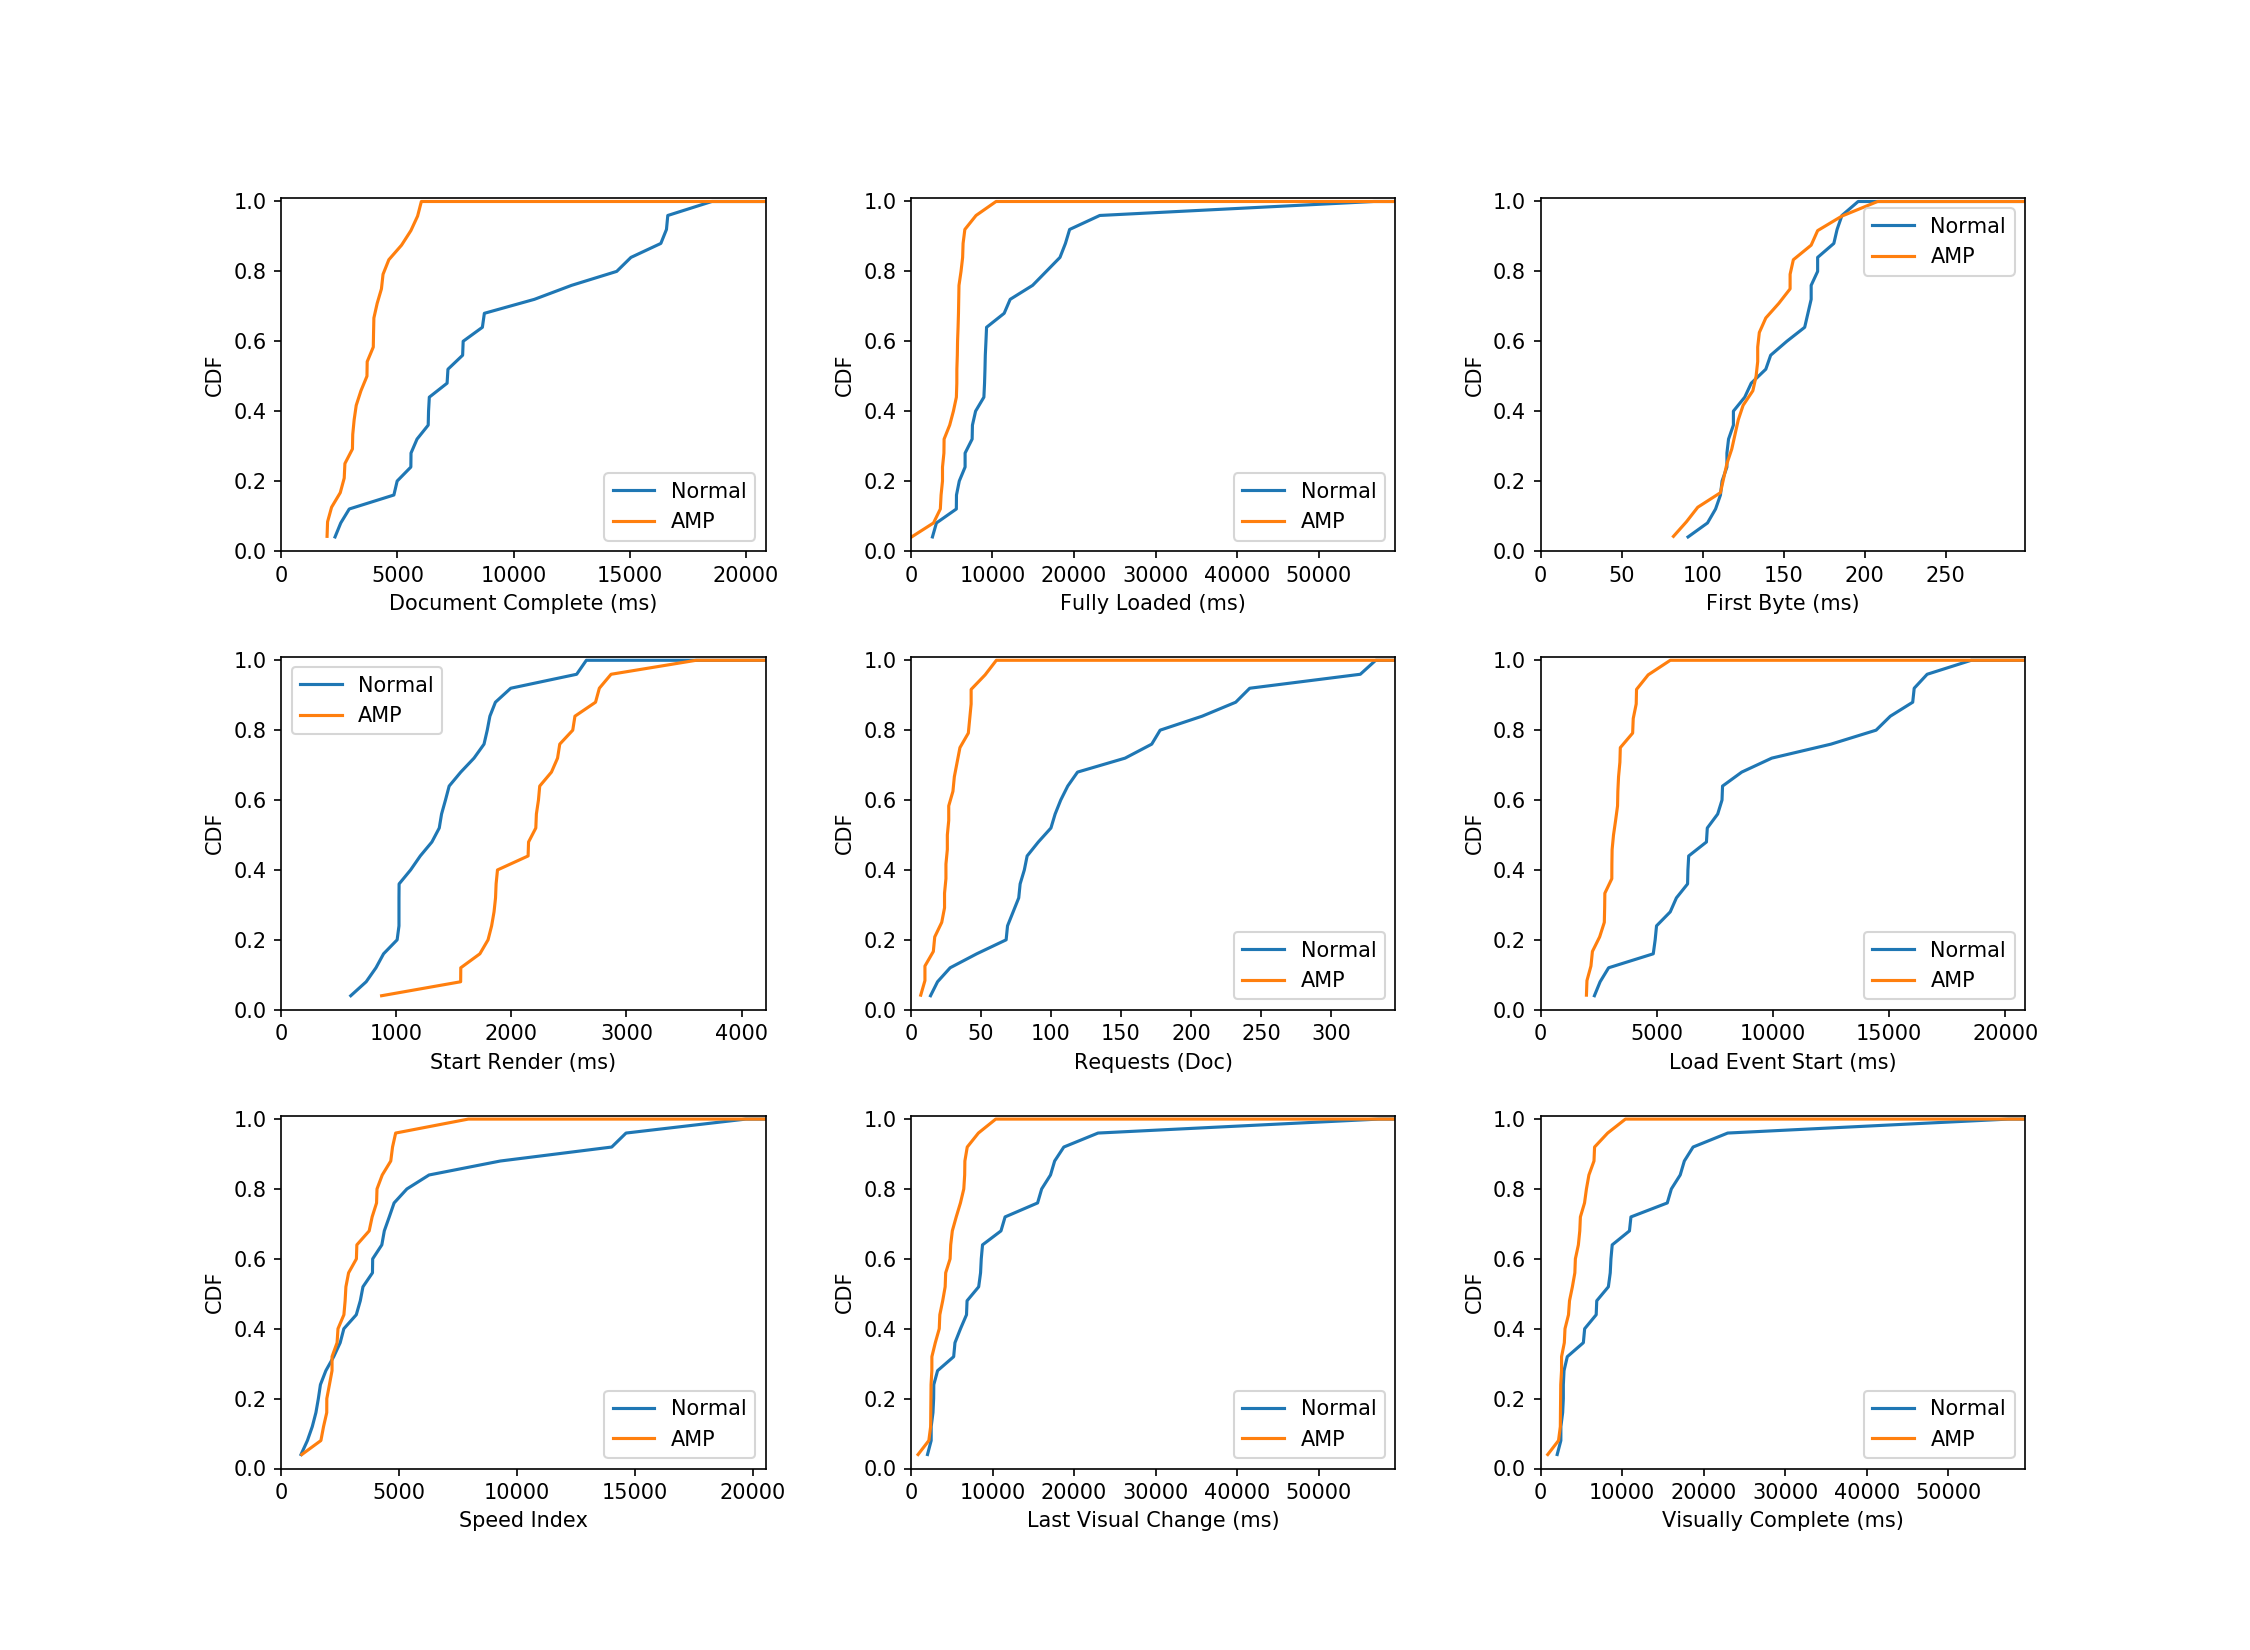 1.0
0.8
0.6
0.4
0.2
0.0
CDF
0 5000 10000 15000 20000
Document Complete (ms)
Normal
AMP
1.0
0.8
0.6
0.4
0.2
0.0
CDF
0 10000 20000 30000 40000 50000
Fully Loaded (ms)
Normal
AMP
1.0
0.8
0.6
0.4
0.2
0.0
CDF
0 50 100 150 200 250
First Byte (ms)
Normal
AMP
1.0
0.8
0.6
0.4
0.2
0.0
CDF
0 1000 2000 3000 4000
Start Render (ms)
Normal
AMP
1.0
0.8
0.6
0.4
0.2
0.0
CDF
0 50 100 150 200 250 300
Requests (Doc)
Normal
AMP
1.0
0.8
0.6
0.4
0.2
0.0
CDF
0 5000 10000 15000 20000
Load Event Start (ms)
Normal
AMP
1.0
0.8
0.6
0.4
0.2
0.0
CDF
0 5000 10000 15000 20000
Speed Index
Normal
AMP
1.0
0.8
0.6
0.4
0.2
0.0
CDF
0 10000 20000 30000 40000 50000
Last Visual Change (ms)
Normal
AMP
1.0
0.8
0.6
0.4
0.2
0.0
CDF
0 10000 20000 30000 40000 50000
Visually Complete (ms)
Normal
AMP